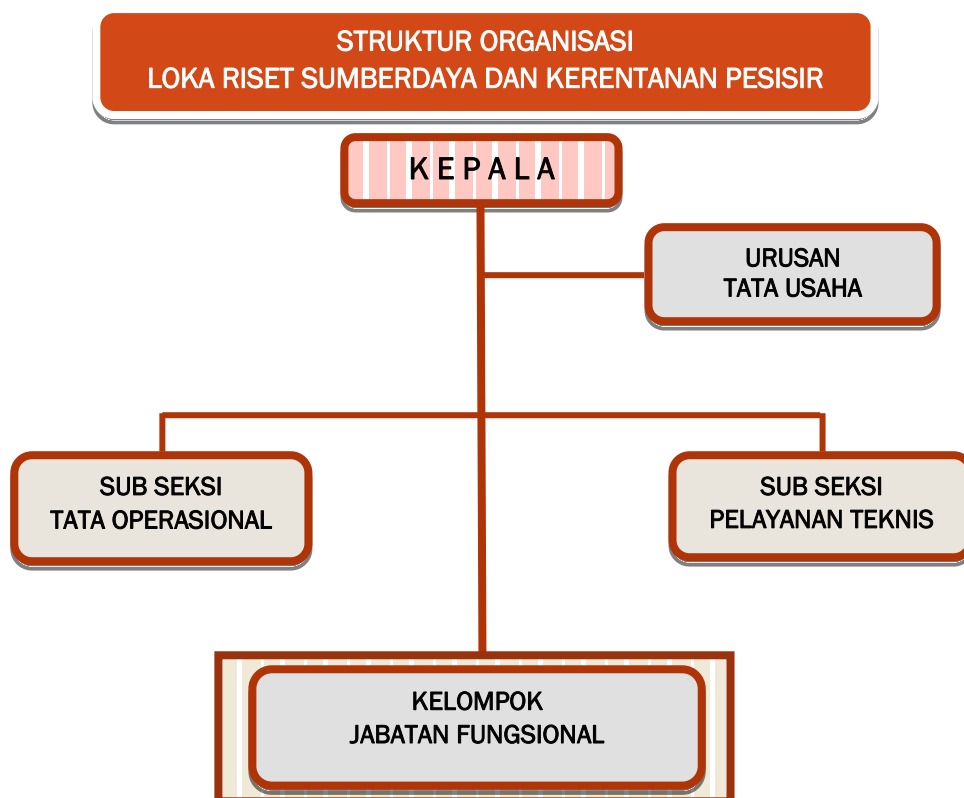 STRUKTUR ORGANISASI
LOKA RISET SUMBERDAYA DAN KERENTANAN PESISIR
KEPALA
URUSAN
TATA USAHA
SUB SEKSI
TATA OPERASIONAL
SUB SEKSI
PELAYANAN TEKNIS
KELOMPOK
JABATAN FUNGSIONAL